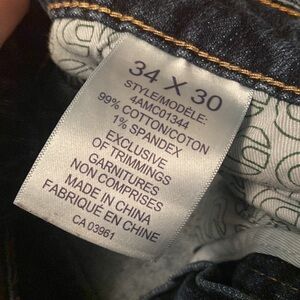 34 X 30
STYLE/MODÈLE:
4AMC01344
99% COTTON/COTON
1% SPANDEX
EXCLUSIVE
OF TRIMMINGS
GARNITURES
NON COMPRISES
MADE IN CHINA
FABRIQUÉ EN CHINE
CA 03961